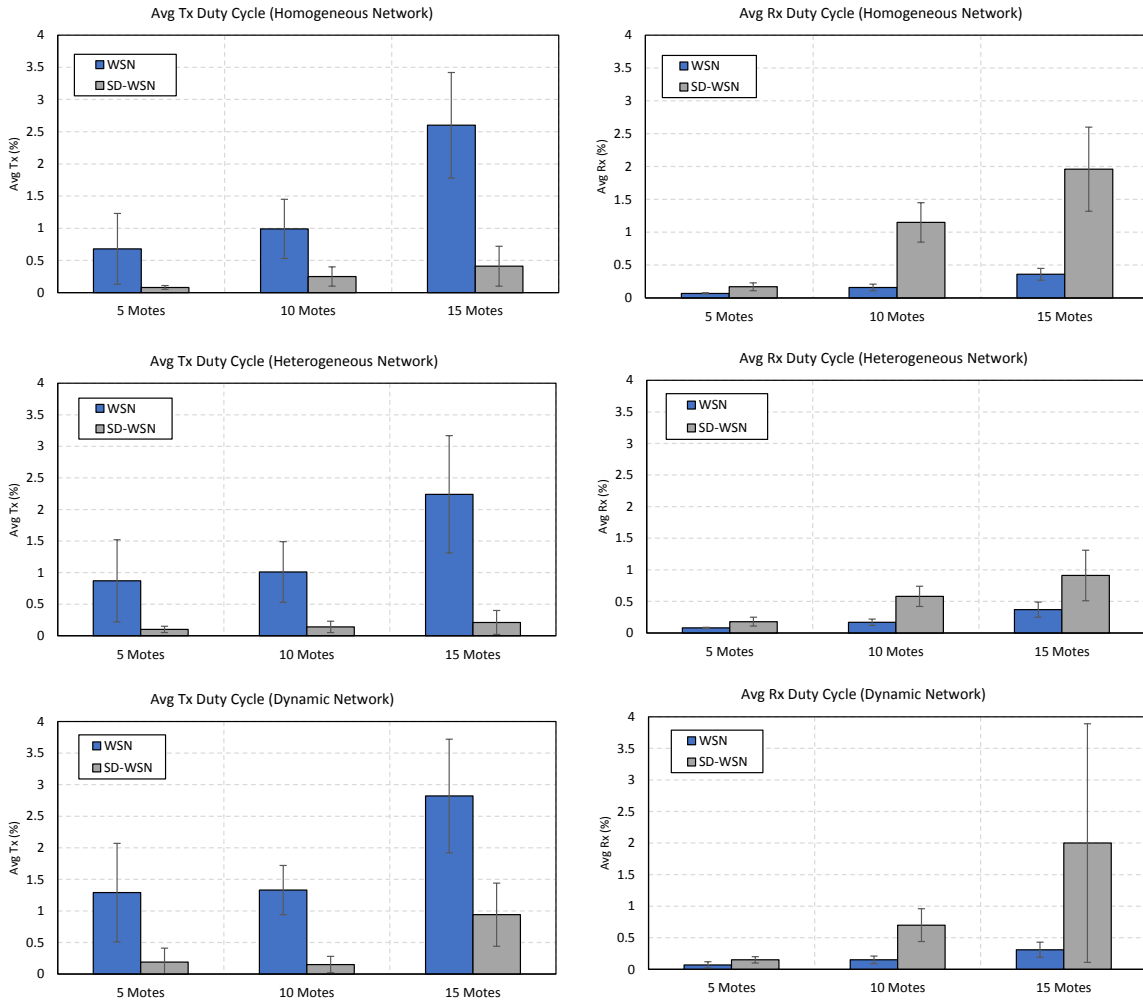 Avg Tx Duty Cycle (Homogeneous Network)
4
3.5
3
2.5
2
1.5
1
0.5
0
Avg Tx (%)
WSN
SD-WSN
5 Motes
10 Motes
15 Motes
Avg Rx Duty Cycle (Homogeneous Network)
4
3.5
3
2.5
2
1.5
1
0.5
0
Avg Rx (%)
WSN
SD-WSN
5 Motes
10 Motes
15 Motes
Avg Tx Duty Cycle (Heterogeneous Network)
4
3.5
3
2.5
2
1.5
1
0.5
0
Avg Tx (%)
WSN
SD-WSN
5 Motes
10 Motes
15 Motes
Avg Rx Duty Cycle (Heterogeneous Network)
4
3.5
3
2.5
2
1.5
1
0.5
0
Avg Rx (%)
WSN
SD-WSN
5 Motes
10 Motes
15 Motes
Avg Tx Duty Cycle (Dynamic Network)
4
3.5
3
2.5
2
1.5
1
0.5
0
Avg Tx (%)
WSN
SD-WSN
5 Motes
10 Motes
15 Motes
Avg Rx Duty Cycle (Dynamic Network)
4
3.5
3
2.5
2
1.5
1
0.5
0
Avg Rx (%)
WSN
SD-WSN
5 Motes
10 Motes
15 Motes